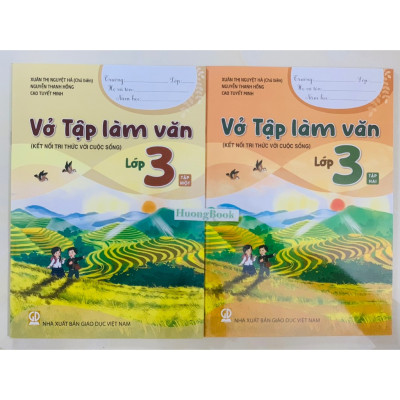 XUÂN THỊ NGUYỆT HÀ (Chủ biên)
NGUYỄN THANH HỒNG
CAO TUYẾT MINH
Trường: Lớp:
Họ và tên:
Năm học:
Vở Tập làm văn
(KẾT NỐI TRI THỨC VỚI CUỘC SỐNG)
Lớp 3
TẬP MỘT
NHÀ XUẤT BẢN GIÁO DỤC VIỆT NAM
XUÂN THỊ NGUYỆT HÀ (Chủ biên)
NGUYỄN THANH HỒNG
CAO TUYẾT MINH
Trường: Lớp:
Họ và tên:
Năm học:
Vở Tập làm văn
(KẾT NỐI TRI THỨC VỚI CUỘC SỐNG)
Lớp 3
TẬP HAI
NHÀ XUẤT BẢN GIÁO DỤC VIỆT NAM
HuongBook